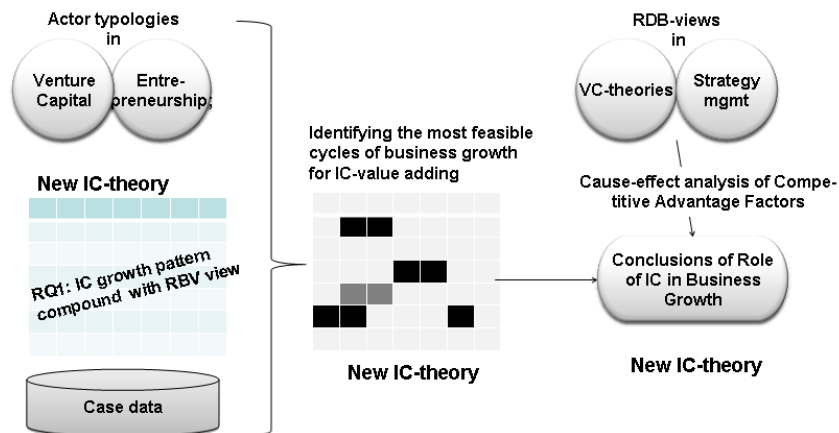 Actor typologies
in
Venture
Capital
Entre-
preneurship;
New IC-theory
RQ1: IC growth pattern
compound with RBV view
Case data
Identifying the most feasible
cycles of business growth
for IC-value adding
New IC-theory
RDB-views
in
VC-theories
Strategy
mgmt
Cause-effect analysis of Compe-
titive Advantage Factors
Conclusions of Role
of IC in Business
Growth
New IC-theory